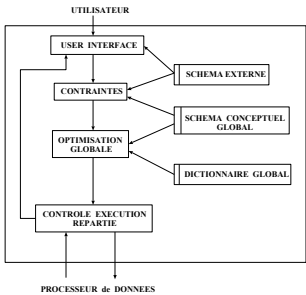 UTILISATEUR
USER INTERFACE
SCHEMA EXTERNE
CONTRAINTES
SCHEMA CONCEPTUEL
GLOBAL
OPTIMISATION
GLOBALE
DICTIONNAIRE GLOBAL
CONTROLE EXECUTION
REPARTIE
PROCESSEUR de DONNEES